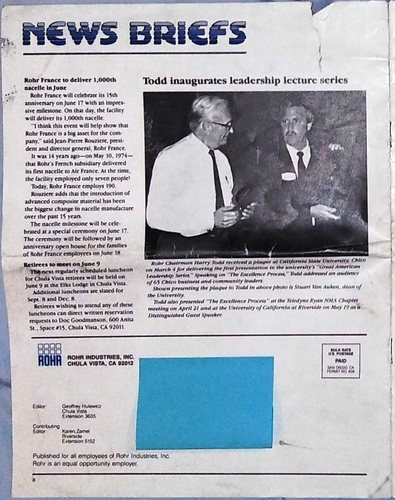 NEWS BRIEFS
Rohr France to deliver 1,000th
nacelle in June
Rohr France will celebrate its 15th
anniversary on June 17 with an impres-
sive milestone. On that day, the facility
will deliver its 1,000th nacelle.
"I think this event will help show that
Rohr France is a big asset for the com-
pany," said Jean-Pierre Rouziere, presi-
dent and director general, Rohr France.
It was 14 years ago—on May 10, 1974—
that Rohr's French subsidiary delivered
its first nacelle to Air France. At the time,
the facility employed only seven people!
Today, Rohr France employs 190.
Rouziere adds that the introduction of
advanced composite material has been
the biggest change in nacelle manufacture
over the past 15 years.
The nacelle milestone will be cele-
brated at a special ceremony on June 17.
The ceremony will be followed by an
anniversary open house for the families
of Rohr France employees on June 18.
Retirees to meet on June 9
The next regularly scheduled luncheon
for Chula Vista retirees will be held on
June 9 at the Elks Lodge in Chula Vista.
Additional luncheons are slated for
Sept. 8 and Dec. 8.
Retirees wishing to attend any of these
luncheons can direct written reservation
requests to Doc Goodmanson, 600 Anita
St., Space #15, Chula Vista, CA 92011.
Todd inaugurates leadership lecture series
Rohr Chairman Harry Todd received a plaque at California State University, Chico
on March 4 for delivering the first presentation to the university's "Great American
Leadership Series." Speaking on "The Excellence Process," Todd addressed an audience
of 65 Chico business and community leaders.
Shown presenting the plaque to Todd in above photo is Stuart Van Auken, dean of
the University.
Todd also presented "The Excellence Process" at the Teledyne Ryan NMA Chapter
meeting on April 21 and at the University of California at Riverside on May 19 as a
Distinguished Guest Speaker.
ROHR
ROHR INDUSTRIES, INC.
CHULA VISTA, CA 92012
BULK RATE
U.S. POSTAGE
PAID
SAN DIEGO CA
PERMIT NO.
Editor: Geoffrey Hulewicz
Chula Vista
Extension 3635
Contributing
Editor: Karen Zamel
Riverside
Extension 5152
Published for all employees of Rohr Industries, Inc.
Rohr is an equal opportunity employer.
8